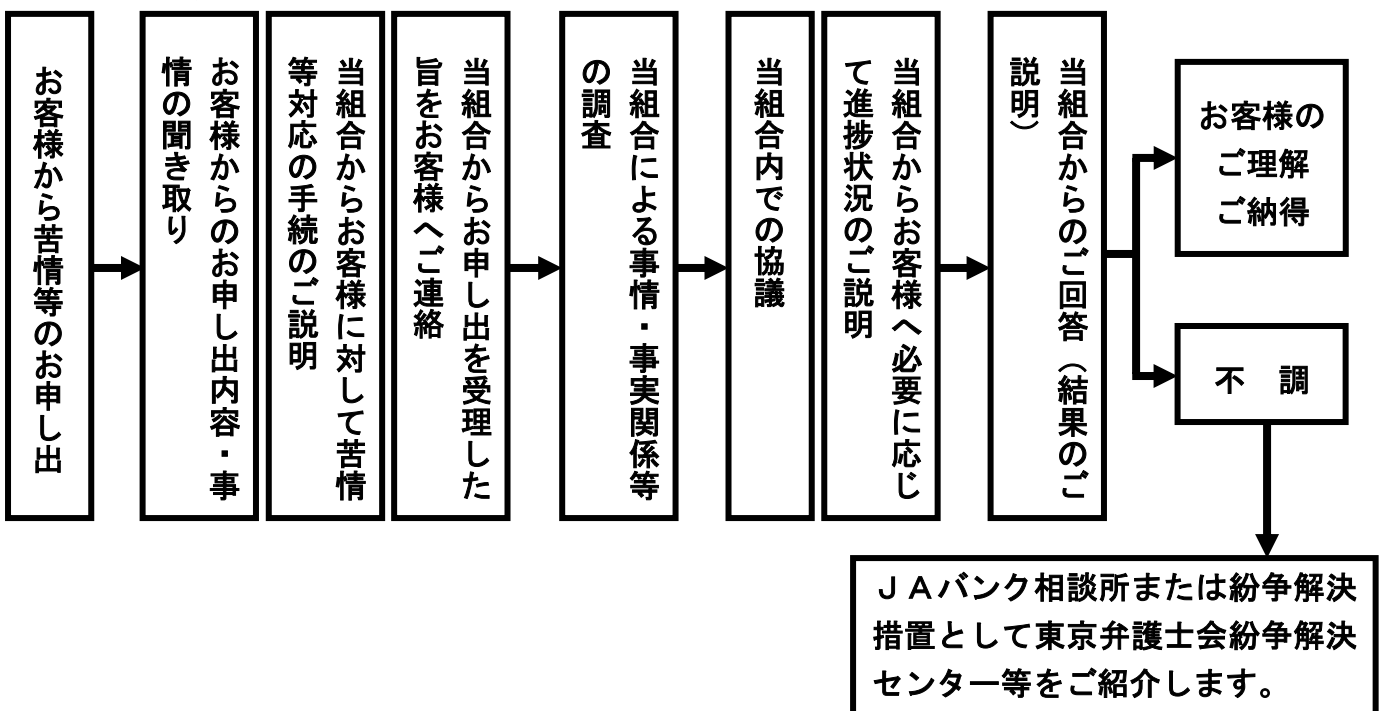 お客様から苦情等のお申し出
お客様からのお申し出内容・事
情の聞き取り
当組合からお客様に対して苦情
等対応の手続のご説明
当組合からお申し出を受理した
旨をお客様へご連絡
当組合による事情・事実関係等
の調査
当組合内での協議
当組合からお客様へ必要に応じ
て進捗状況のご説明
当組合からのご回答（結果のご
説明）
お客様の
ご理解
ご納得
不　調
ＪＡバンク相談所または紛争解決
措置として東京弁護士会紛争解決
センター等をご紹介します。